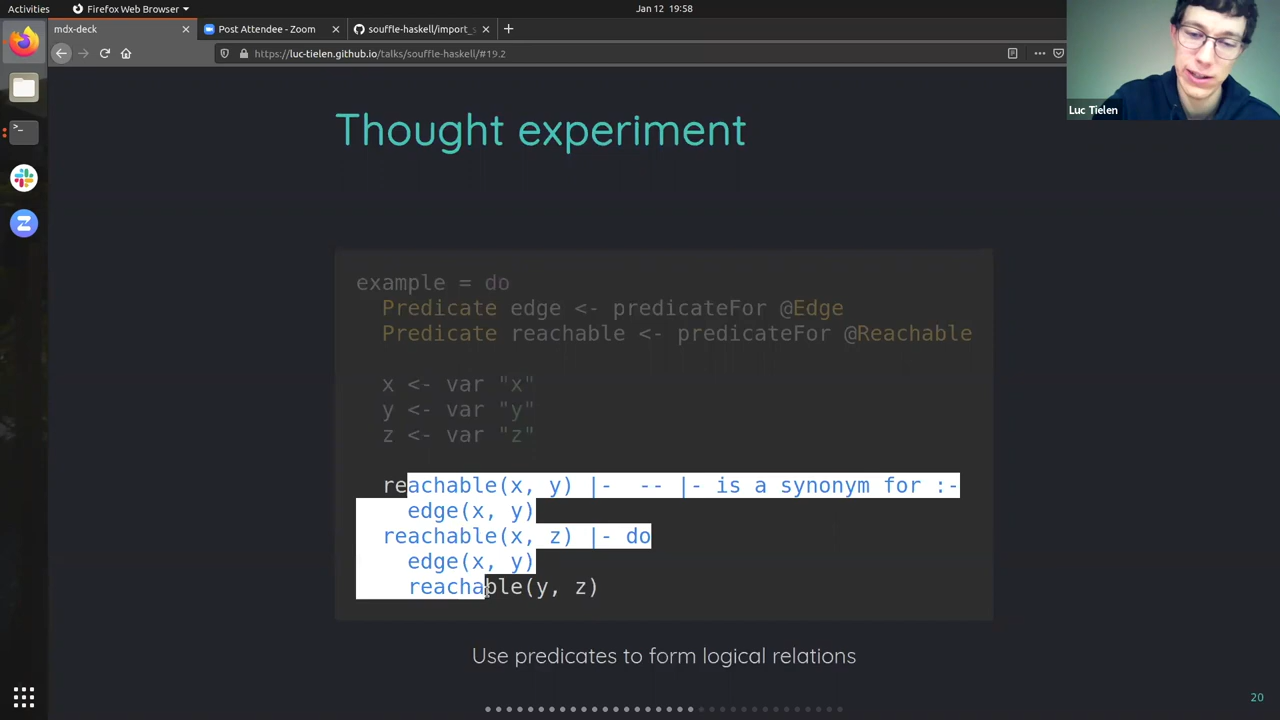 Activities
Firefox Web Browser
Jan 12 19:58
mdx-deck
Post Attendee - Zoom
souffle-haskell/import_s
https://luc-tielen.github.io/talks/souffle-haskell/#19.2
Luc Tielen
Thought experiment
example = do
Predicate edge <- predicateFor @Edge
Predicate reachable <- predicateFor @Reachable
x <- var "x"
y <- var "y"
z <- var "z"
reachable(x, y) |-  -- |- is a synonym for :-
edge(x, y)
reachable(x, z) |- do
edge(x, y)
reachable(y, z)
Use predicates to form logical relations
20